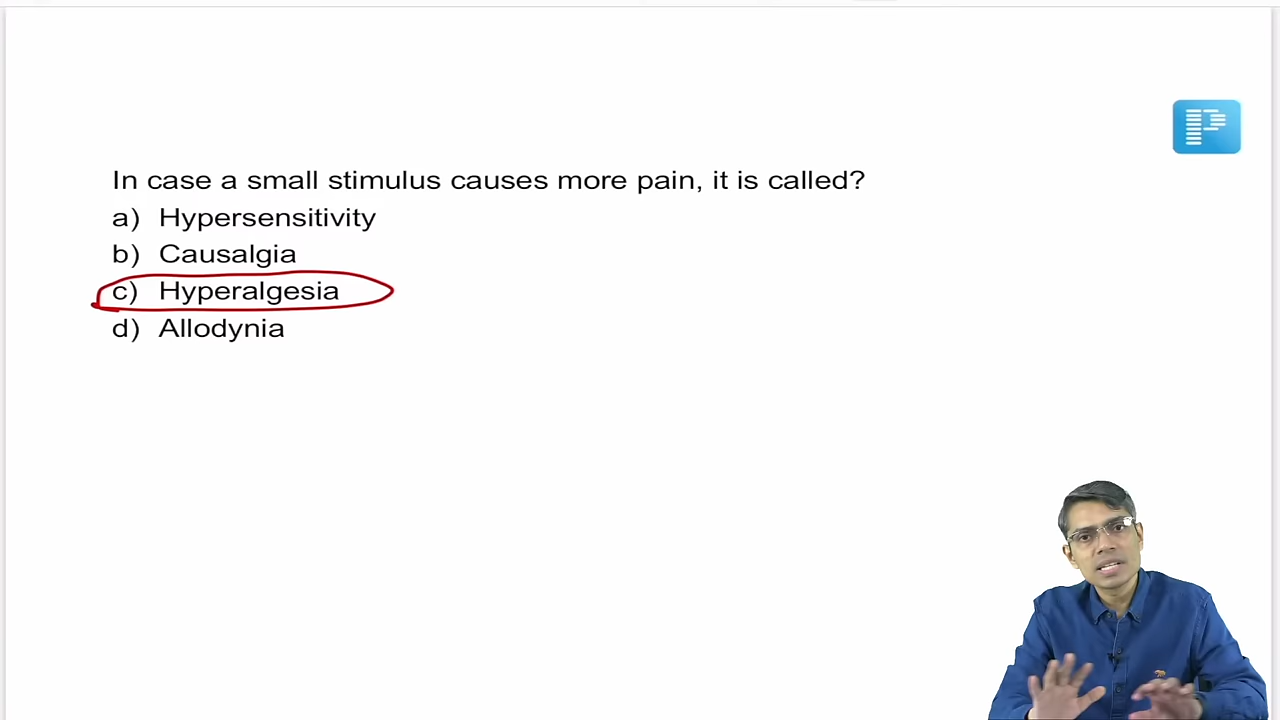 In case a small stimulus causes more pain, it is called?
a) Hypersensitivity
b) Causalgia
c) Hyperalgesia
d) Allodynia
P